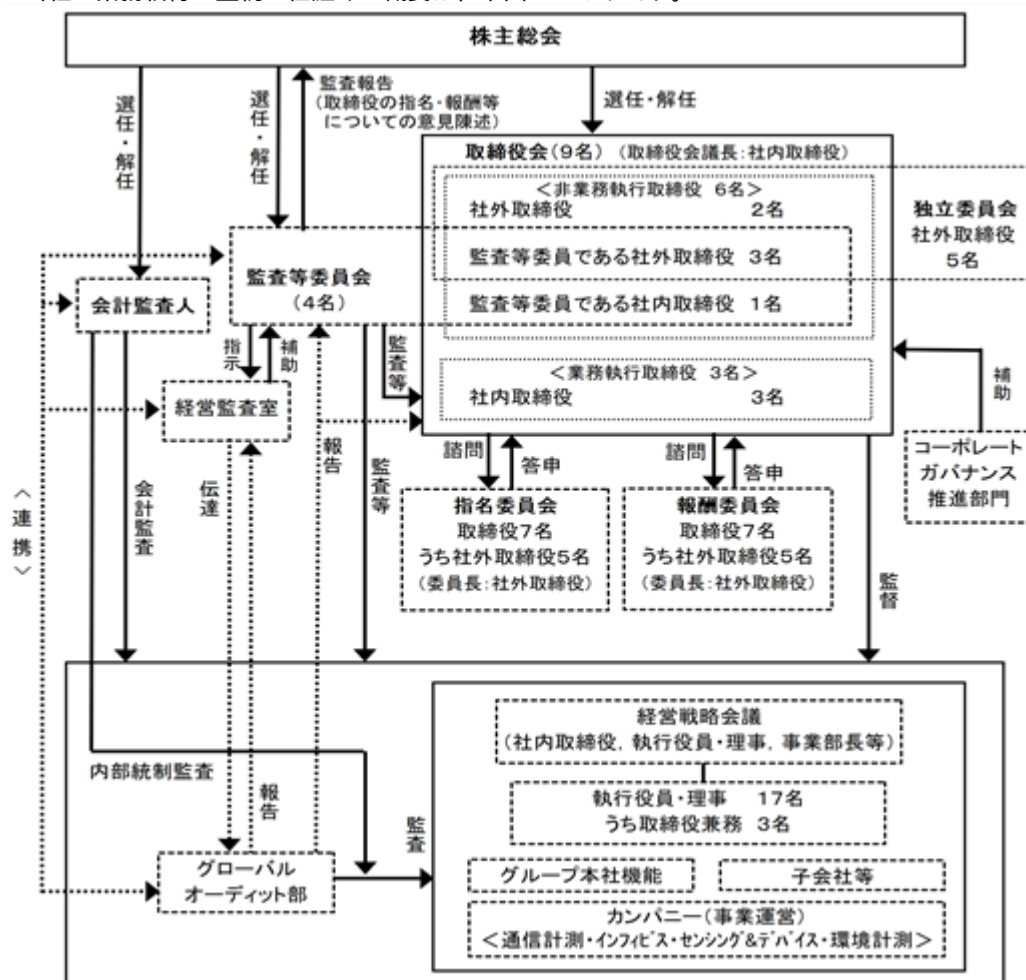 株主総会
監査報告
(取締役の指名・報酬等
についての意見陳述)
選任・解任
選任・解任
選任・解任
取締役会(9名) (取締役会議長:社内取締役)
<非業務執行取締役 6名>
社外取締役 2名
監査等委員である社外取締役 3名
監査等委員である社内取締役 1名
独立委員会
社外取締役
5名
監査等委員会
(4名)
会計監査人
指示
補助
監査等
<業務執行取締役 3名>
社内取締役 3名
補助
経営監査室
コーポレート
ガバナンス
推進部門
諮問
答申
諮問
答申
指名委員会
取締役7名
うち社外取締役5名
(委員長:社外取締役)
報酬委員会
取締役7名
うち社外取締役5名
(委員長:社外取締役)
<連携>
会計監査
伝達
報告
監査等
監督
経営戦略会議
(社内取締役, 執行役員・理事, 事業部長等)
執行役員・理事 17名
うち取締役兼務 3名
内部統制監査
報告
監査
グローバル
オーディット部
グループ本社機能
子会社等
カンパニー(事業運営)
<通信計測・インフィビス・センシング&デバイス・環境計測>